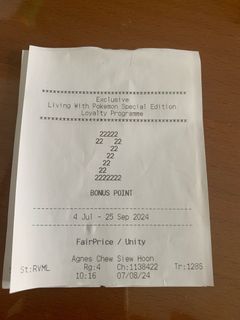 ****************************************
Exclusive
Living With Pokemon Special Edition
Loyalty Programme
****************************************
22222
22 22
22
22
22
22
2222222
BONUS POINT
----------------------------------------
4 Jul - 25 Sep 2024
----------------------------------------
FairPrice / Unity
Agnes Chew Siew Hoon
St:RVML Rg:4 Ch:1138422 Tr:1285
10:16 07/08/24